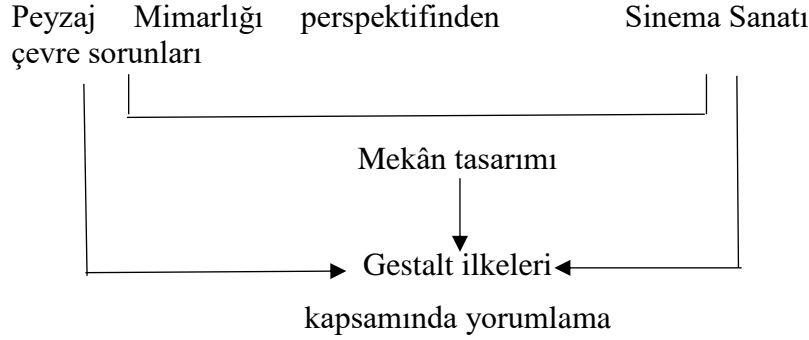 Peyzaj Mimarlığı perspektifinden Sinema Sanatı
çevre sorunları
Mekân tasarımı
Gestalt ilkeleri
kapsamında yorumlama